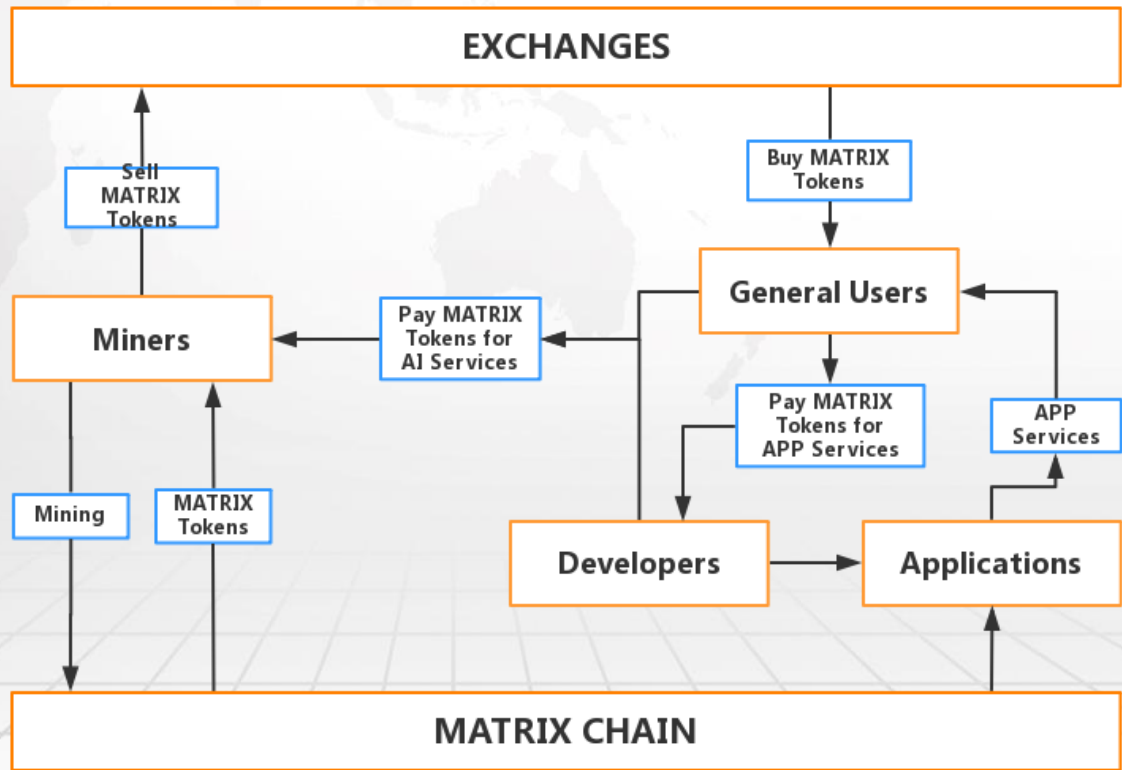 EXCHANGES
Sell
MATRIX
Tokens
Buy MATRIX
Tokens
General Users
Miners
Pay MATRIX
Tokens for
AI Services
Pay MATRIX
Tokens for
APP Services
APP
Services
Mining
MATRIX
Tokens
Developers
Applications
MATRIX CHAIN